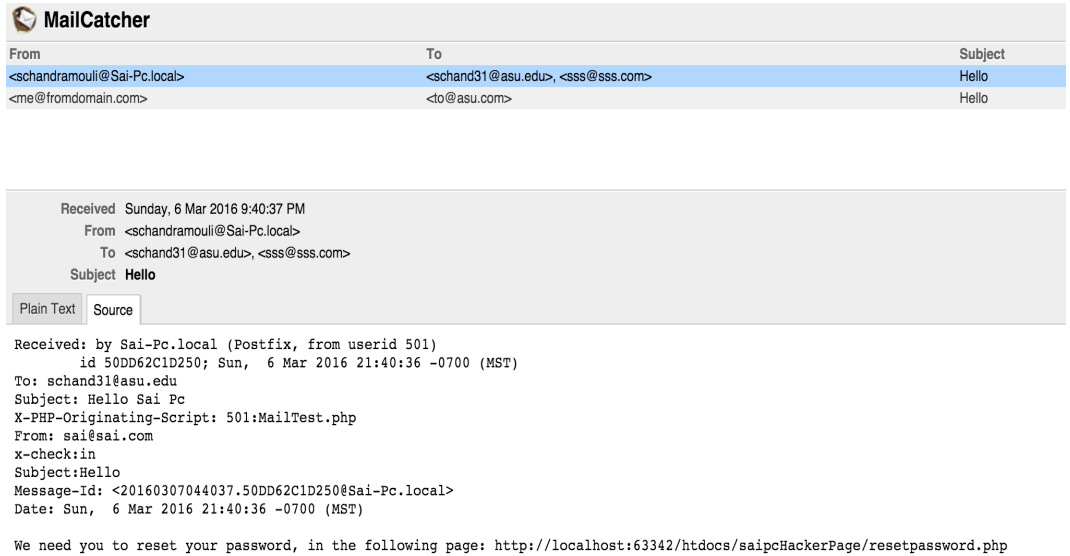 MailCatcher
From To Subject
<schandramouli@Sai-Pc.local> <schand31@asu.edu>, <sss@sss.com> Hello
<me@fromdomain.com> <to@asu.com> Hello
Received Sunday, 6 Mar 2016 9:40:37 PM
From <schandramouli@Sai-Pc.local>
To <schand31@asu.edu>, <sss@sss.com>
Subject Hello
Plain Text Source
Received: by Sai-Pc.local (Postfix, from userid 501)
id 50DD62C1D250; Sun,  6 Mar 2016 21:40:36 -0700 (MST)
To: schand31@asu.edu
Subject: Hello Sai Pc
X-PHP-Originating-Script: 501:MailTest.php
From: sai@sai.com
x-check:in
Subject:Hello
Message-Id: <20160307044037.50DD62C1D250@Sai-Pc.local>
Date: Sun,  6 Mar 2016 21:40:36 -0700 (MST)
We need you to reset your password, in the following page: http://localhost:63342/htdocs/saipcHackerPage/resetpassword.php